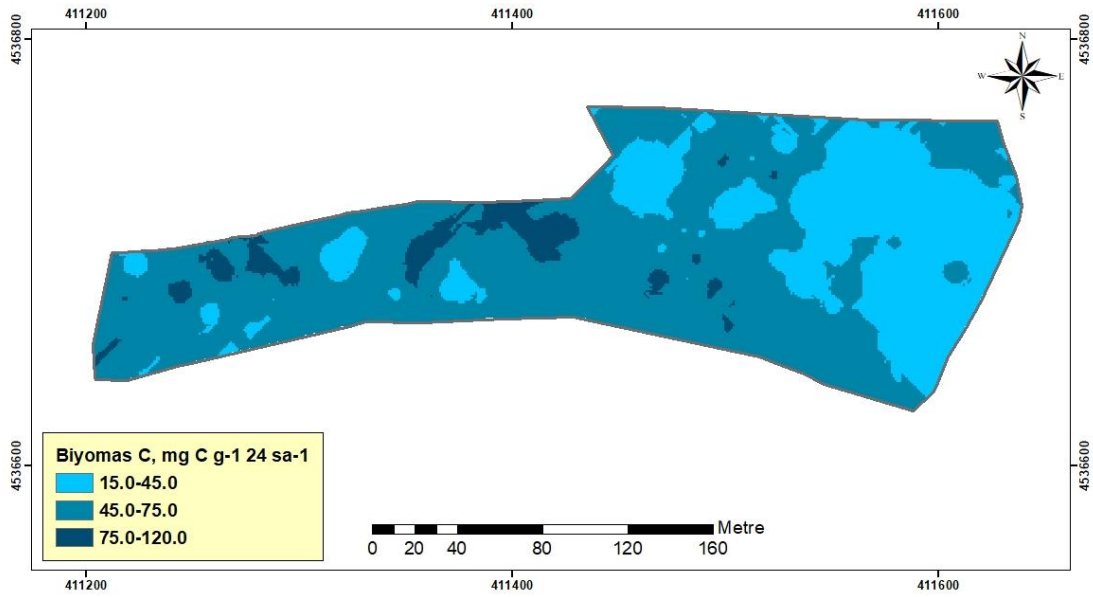 411200 411400 411600
4536800 4536800
N
W E
S
4536600 4536600
Biyomas C, mg C g-1 24 sa-1
15.0-45.0
45.0-75.0
75.0-120.0
Metre
0 20 40 80 120 160
411200 411400 411600